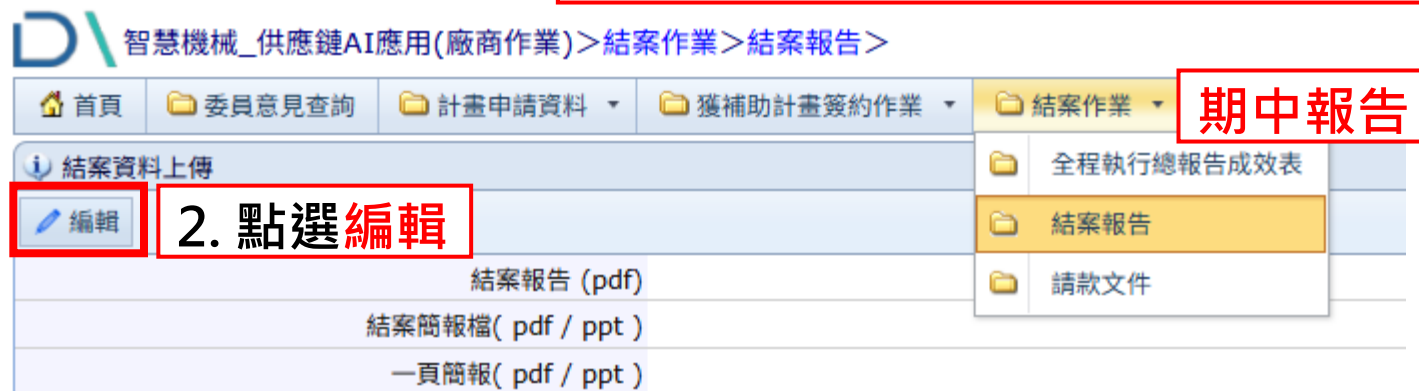 智慧機械_供應鏈AI應用(廠商作業)>結案作業>結案報告>
首頁 委員意見查詢 計畫申請資料 獲補助計畫簽約作業 結案作業 期中報告
結案資料上傳
全程執行總報告成效表
編輯 2. 點選編輯
結案報告
結案報告 (pdf)
請款文件
結案簡報檔( pdf / ppt )
一頁簡報( pdf / ppt )